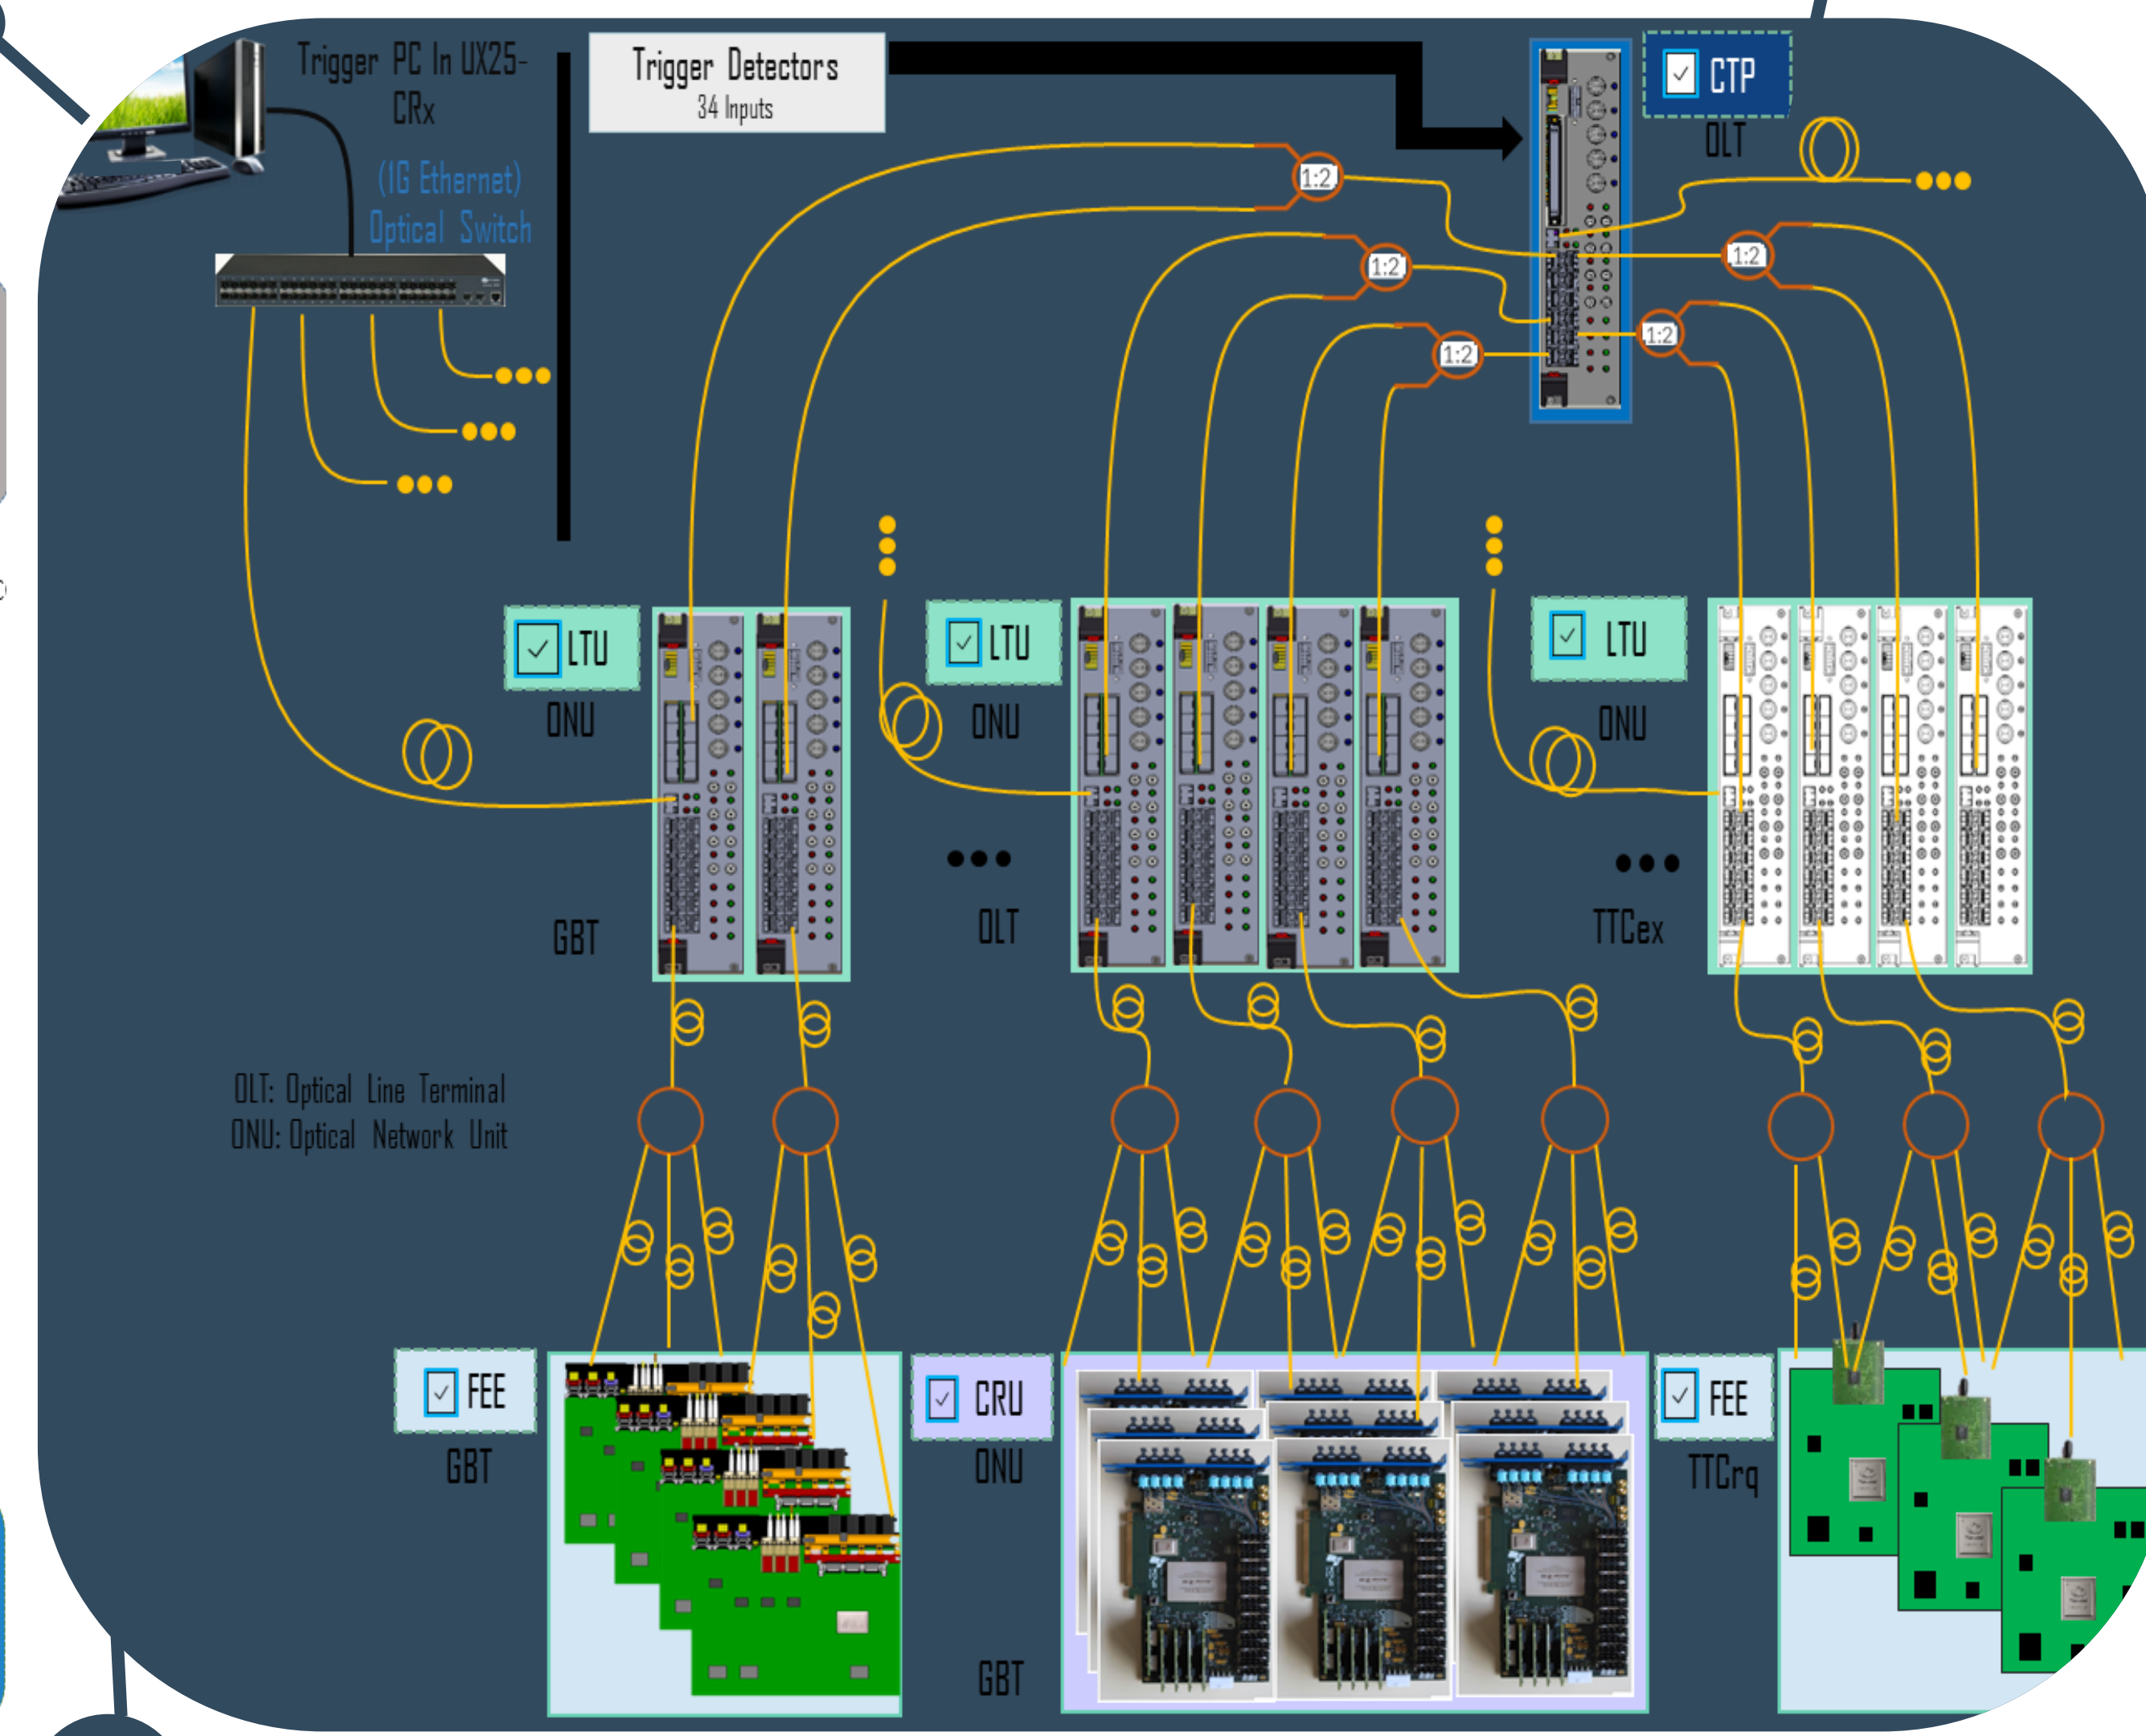 Trigger PC In UX25-
CRx
(1G Ethernet)
Optical Switch
Trigger Detectors
34 Inputs
CTP
OLT
1:2
1:2
1:2
1:2
1:2
LTU
ONU
GBT
LTU
ONU
OLT
LTU
ONU
TTCex
OLT: Optical Line Terminal
ONU: Optical Network Unit
FEE
GBT
CRU
ONU
GBT
FEE
TTCrq